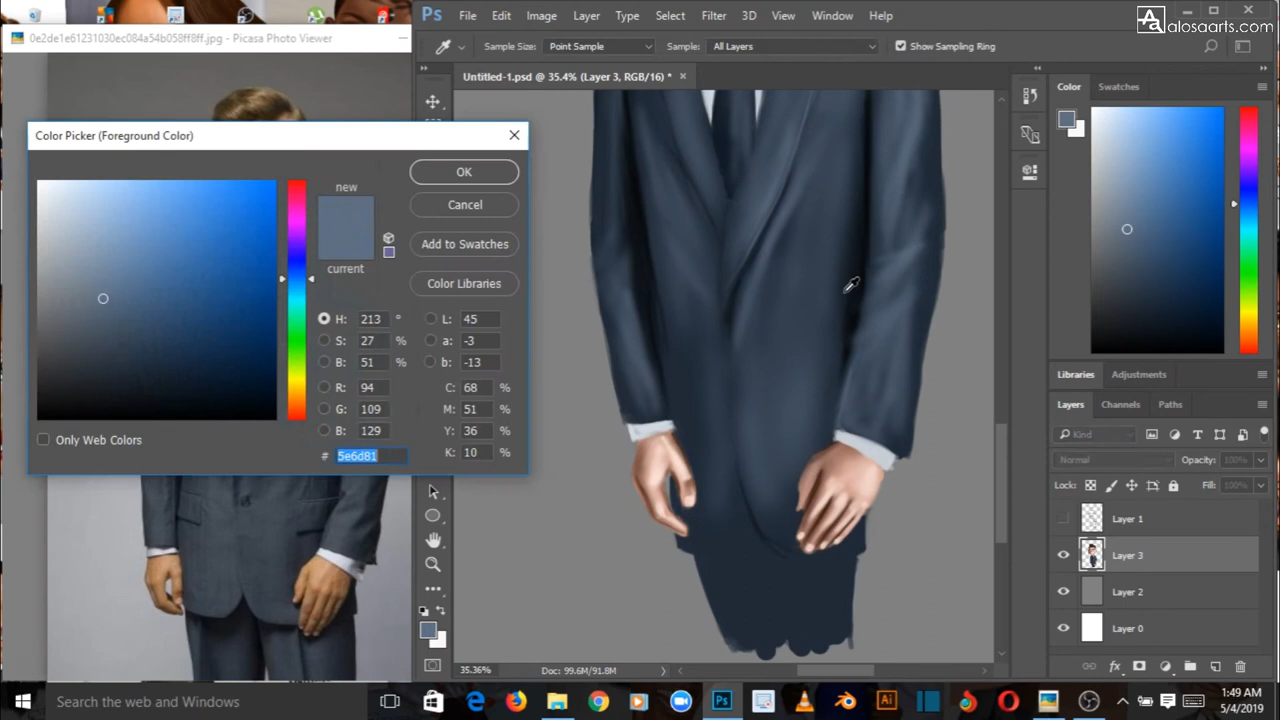 0e2de1e61231030ec084a54b058ff8ff.jpg - Picasa Photo Viewer
Ps File Edit Image Layer Type Select Filter 3D View Window Help
alosaarts.com
Sample Size: Point Sample Sample: All Layers Show Sampling Ring
Untitled-1.psd @ 35.4% (Layer 3, RGB/16) *
Color Picker (Foreground Color)
new
current
OK
Cancel
Add to Swatches
Color Libraries
H: 213 ° L: 45
S: 27 % a: -3
B: 51 % b: -13
R: 94 C: 68 %
G: 109 M: 51 %
B: 129 Y: 36 %
# 5e6d81 K: 10 %
Only Web Colors
Color Swatches
Libraries Adjustments
Layers Channels Paths
Kind
Normal Opacity: 100%
Lock: Fill: 100%
Layer 1
Layer 3
Layer 2
Layer 0
fx
35.36% Doc: 99.6M/91.8M
Search the web and Windows
Ps
Ai
1:49 AM
5/4/2019